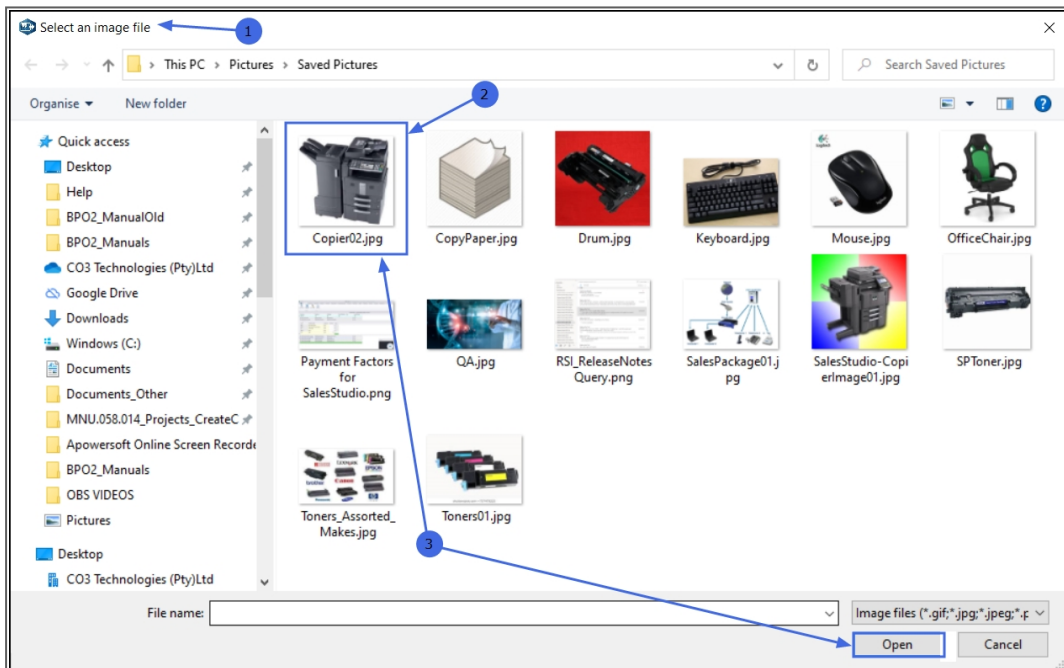 Select an image file
1
This PC > Pictures > Saved Pictures
Search Saved Pictures
Organise
New folder
2
Quick access
Desktop
Help
BPO2_ManualOld
BPO2_Manuals
CO3 Technologies (Pty)Ltd
Google Drive
Downloads
Windows (C:)
Documents
Documents_Other
MNU.058.014_Projects_CreateC
Apowersoft Online Screen Recorde
BPO2_Manuals
OBS VIDEOS
Pictures
Desktop
CO3 Technologies (Pty)Ltd
Copier02.jpg
CopyPaper.jpg
Drum.jpg
Keyboard.jpg
Mouse.jpg
OfficeChair.jpg
Payment Factors
for
SalesStudio.png
QA.jpg
RSI_ReleaseNotes
Query.png
SalesPackage01.j
pg
SalesStudio-Copi
erImage01.jpg
SPToner.jpg
Toners_Assorted_
Makes.jpg
Toners01.jpg
3
File name:
Image files (*.gif;*.jpg;*.jpeg;*.p
Open
Cancel